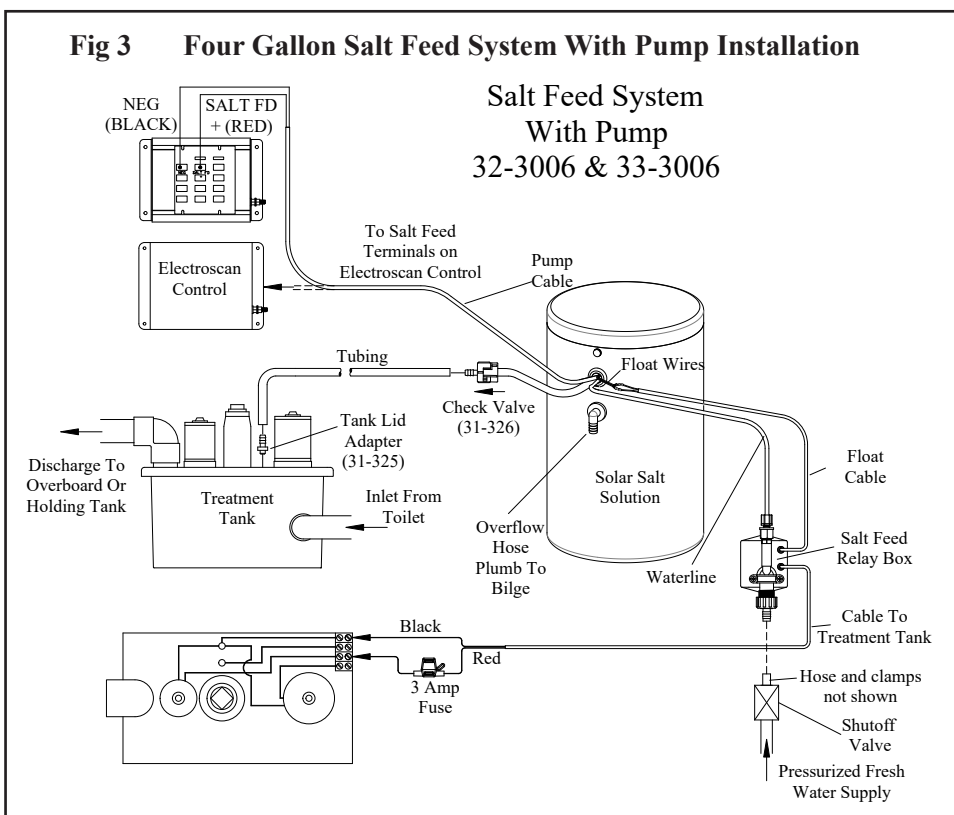 Fig 3 Four Gallon Salt Feed System With Pump Installation
Salt Feed System
With Pump
32-3006 & 33-3006
NEG
(BLACK)
SALT FD
+ (RED)
To Salt Feed
Terminals on
Electroscan Control
Electroscan
Control
Pump
Cable
Float Wires
Tubing
Check Valve
(31-326)
Tank Lid
Adapter
(31-325)
Discharge To
Overboard Or
Holding Tank
Treatment
Tank
Inlet From
Toilet
Solar Salt
Solution
Overflow
Hose
Plumb To
Bilge
Waterline
Float
Cable
Salt Feed
Relay Box
Cable To
Treatment Tank
Black
Red
3 Amp
Fuse
Hose and clamps
not shown
Shutoff
Valve
Pressurized Fresh
Water Supply